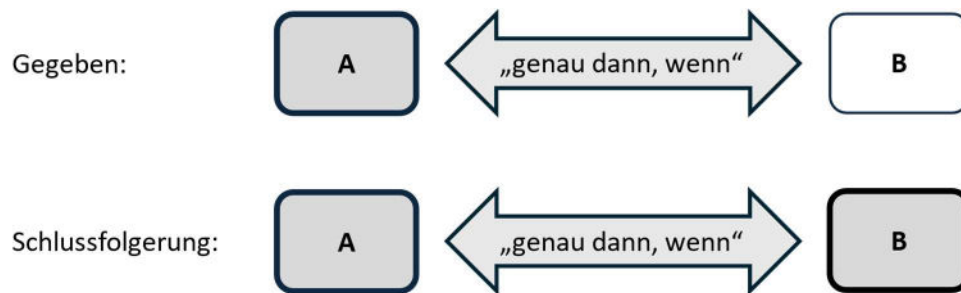 Gegeben: A „genau dann, wenn“ B
Schlussfolgerung: A „genau dann, wenn“ B